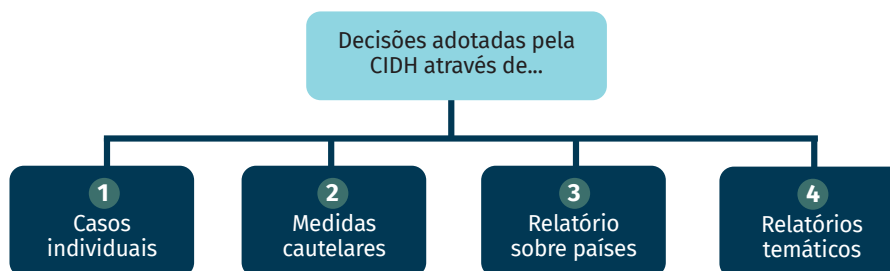 Decisões adotadas pela
CIDH através de...
1
Casos
individuais
2
Medidas
cautelares
3
Relatório
sobre países
4
Relatórios
temáticos